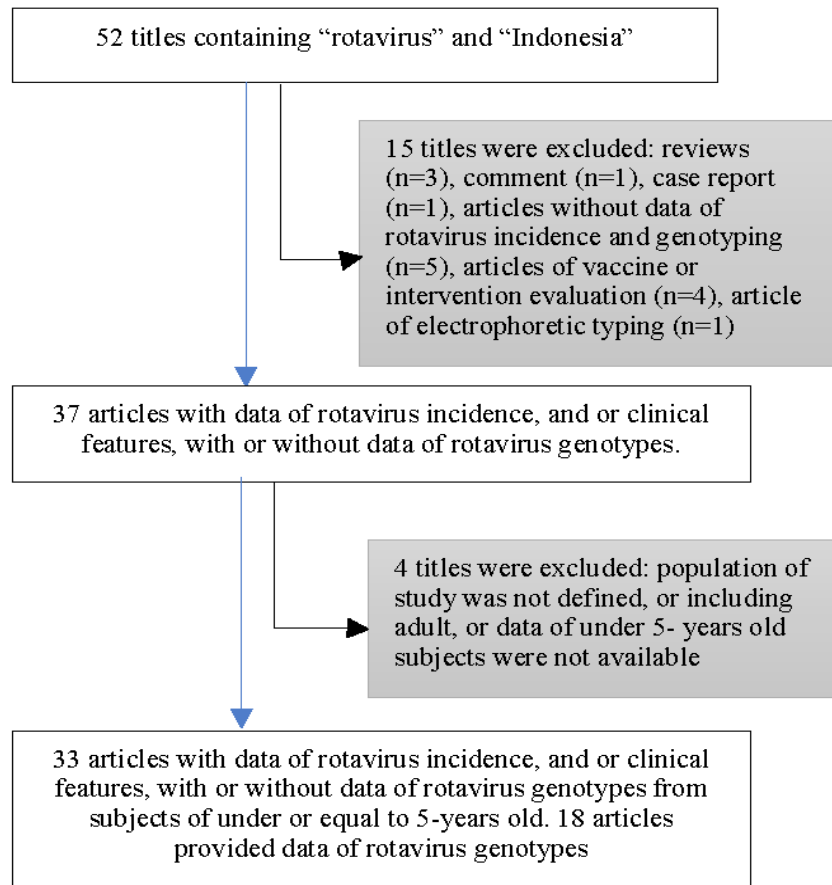 52 titles containing “rotavirus” and “Indonesia”
15 titles were excluded: reviews
(n=3), comment (n=1), case report
(n=1), articles without data of
rotavirus incidence and genotyping
(n=5), articles of vaccine or
intervention evaluation (n=4), article
of electrophoretic typing (n=1)
37 articles with data of rotavirus incidence, and or clinical
features, with or without data of rotavirus genotypes.
4 titles were excluded: population of
study was not defined, or including
adult, or data of under 5- years old
subjects were not available
33 articles with data of rotavirus incidence, and or clinical
features, with or without data of rotavirus genotypes from
subjects of under or equal to 5-years old. 18 articles
provided data of rotavirus genotypes